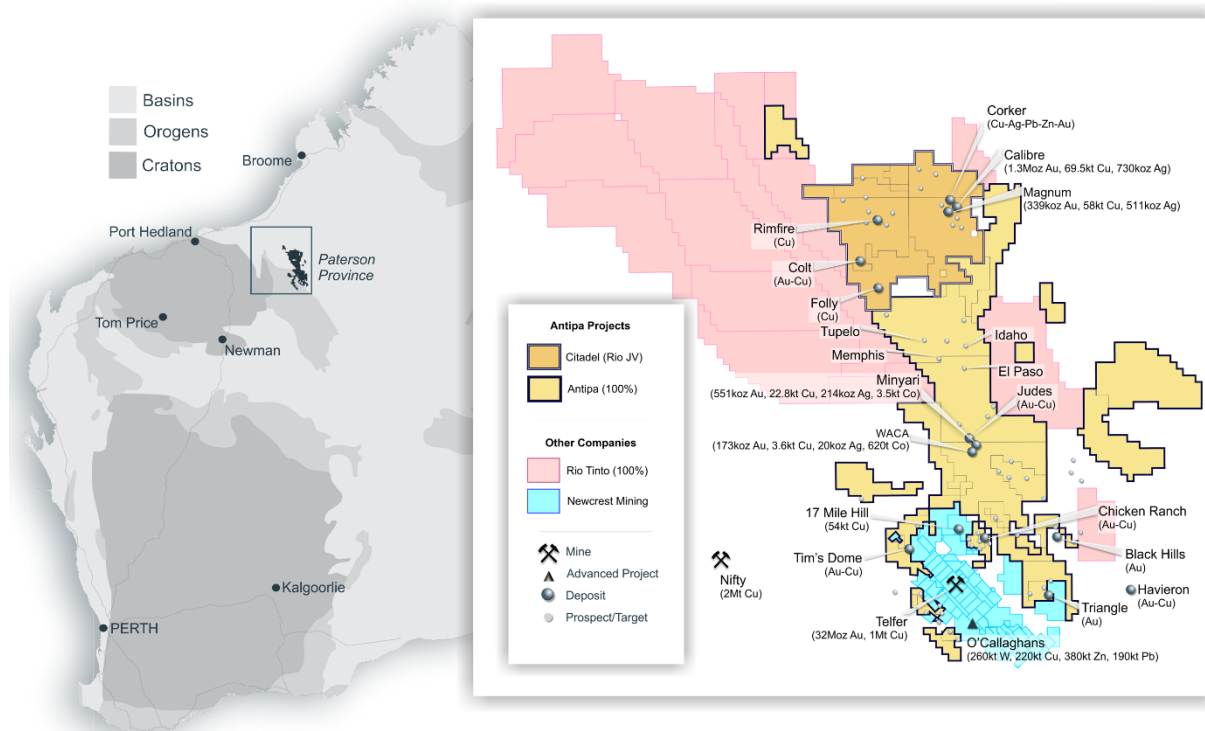 Basins
Orogens
Cratons
Broome
Port Hedland
Paterson
Province
Tom Price
Newman
Kalgoorlie
PERTH
Antipa Projects
Citadel (Rio JV)
Antipa (100%)
Other Companies
Rio Tinto (100%)
Newcrest Mining
Mine
Advanced Project
Deposit
Prospect/Target
Corker
(Cu-Ag-Pb-Zn-Au)
Calibre
(1.3Moz Au, 69.5kt Cu, 730koz Ag)
Magnum
(339koz Au, 58kt Cu, 511koz Ag)
Rimfire
(Cu)
Colt
(Au-Cu)
Folly
(Cu)
Tupelo
Idaho
Memphis
El Paso
Minyari
(551koz Au, 22.8kt Cu, 214koz Ag, 3.5kt Co)
Judes
(Au-Cu)
WACA
(173koz Au, 3.6kt Cu, 20koz Ag, 620t Co)
17 Mile Hill
(54kt Cu)
Chicken Ranch
(Au-Cu)
Tim's Dome
(Au-Cu)
Black Hills
(Au)
Nifty
(2Mt Cu)
Havieron
(Au-Cu)
Triangle
(Au)
Telfer
(32Moz Au, 1Mt Cu)
O'Callaghans
(260kt W, 220kt Cu, 380kt Zn, 190kt Pb)